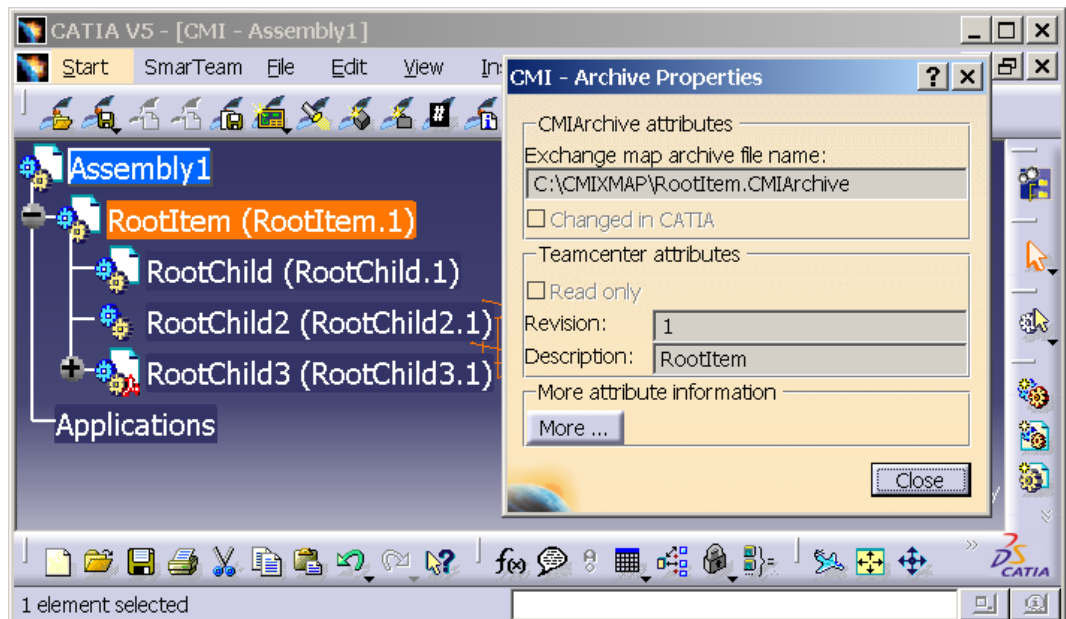 CATIA V5 - [CMI - Assembly1]
Start SmarTeam File Edit View In
CMI - Archive Properties
CMIArchive attributes
Exchange map archive file name:
C:\CMIXMAP\RootItem.CMIArchive
Changed in CATIA
Teamcenter attributes
Read only
Revision: 1
Description: RootItem
More attribute information
More ...
Close
Assembly1
RootItem (RootItem.1)
RootChild (RootChild.1)
RootChild2 (RootChild2.1)
RootChild3 (RootChild3.1)
Applications
y
#
f(x)
DS
CATIA
1 element selected